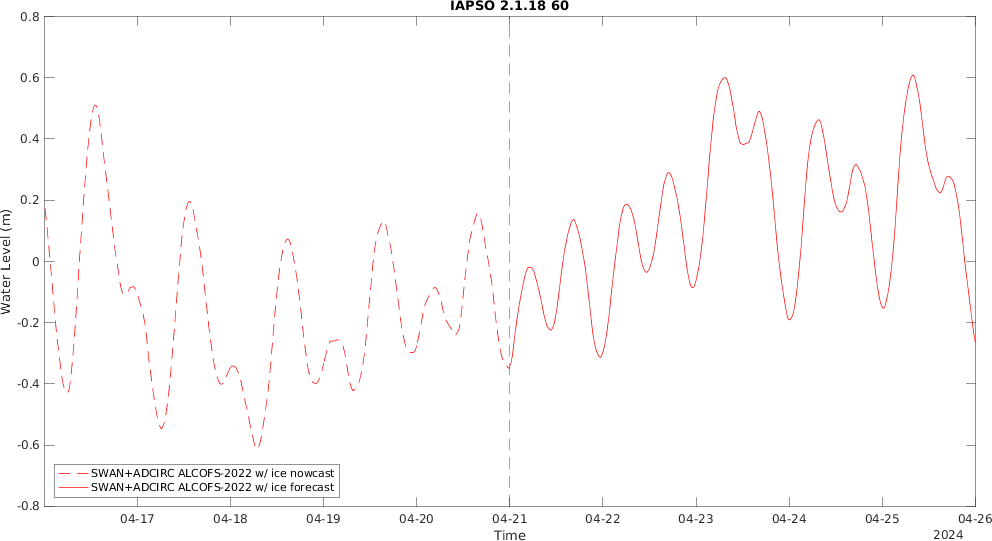 IAPSO 2.1.18 60
0.8
0.6
0.4
0.2
0
-0.2
-0.4
-0.6
-0.8
Water Level (m)
SWAN+ADCIRC ALCOFS-2022 w/ ice nowcast
SWAN+ADCIRC ALCOFS-2022 w/ ice forecast
04-17 04-18 04-19 04-20 04-21 04-22 04-23 04-24 04-25 04-26
Time
2024